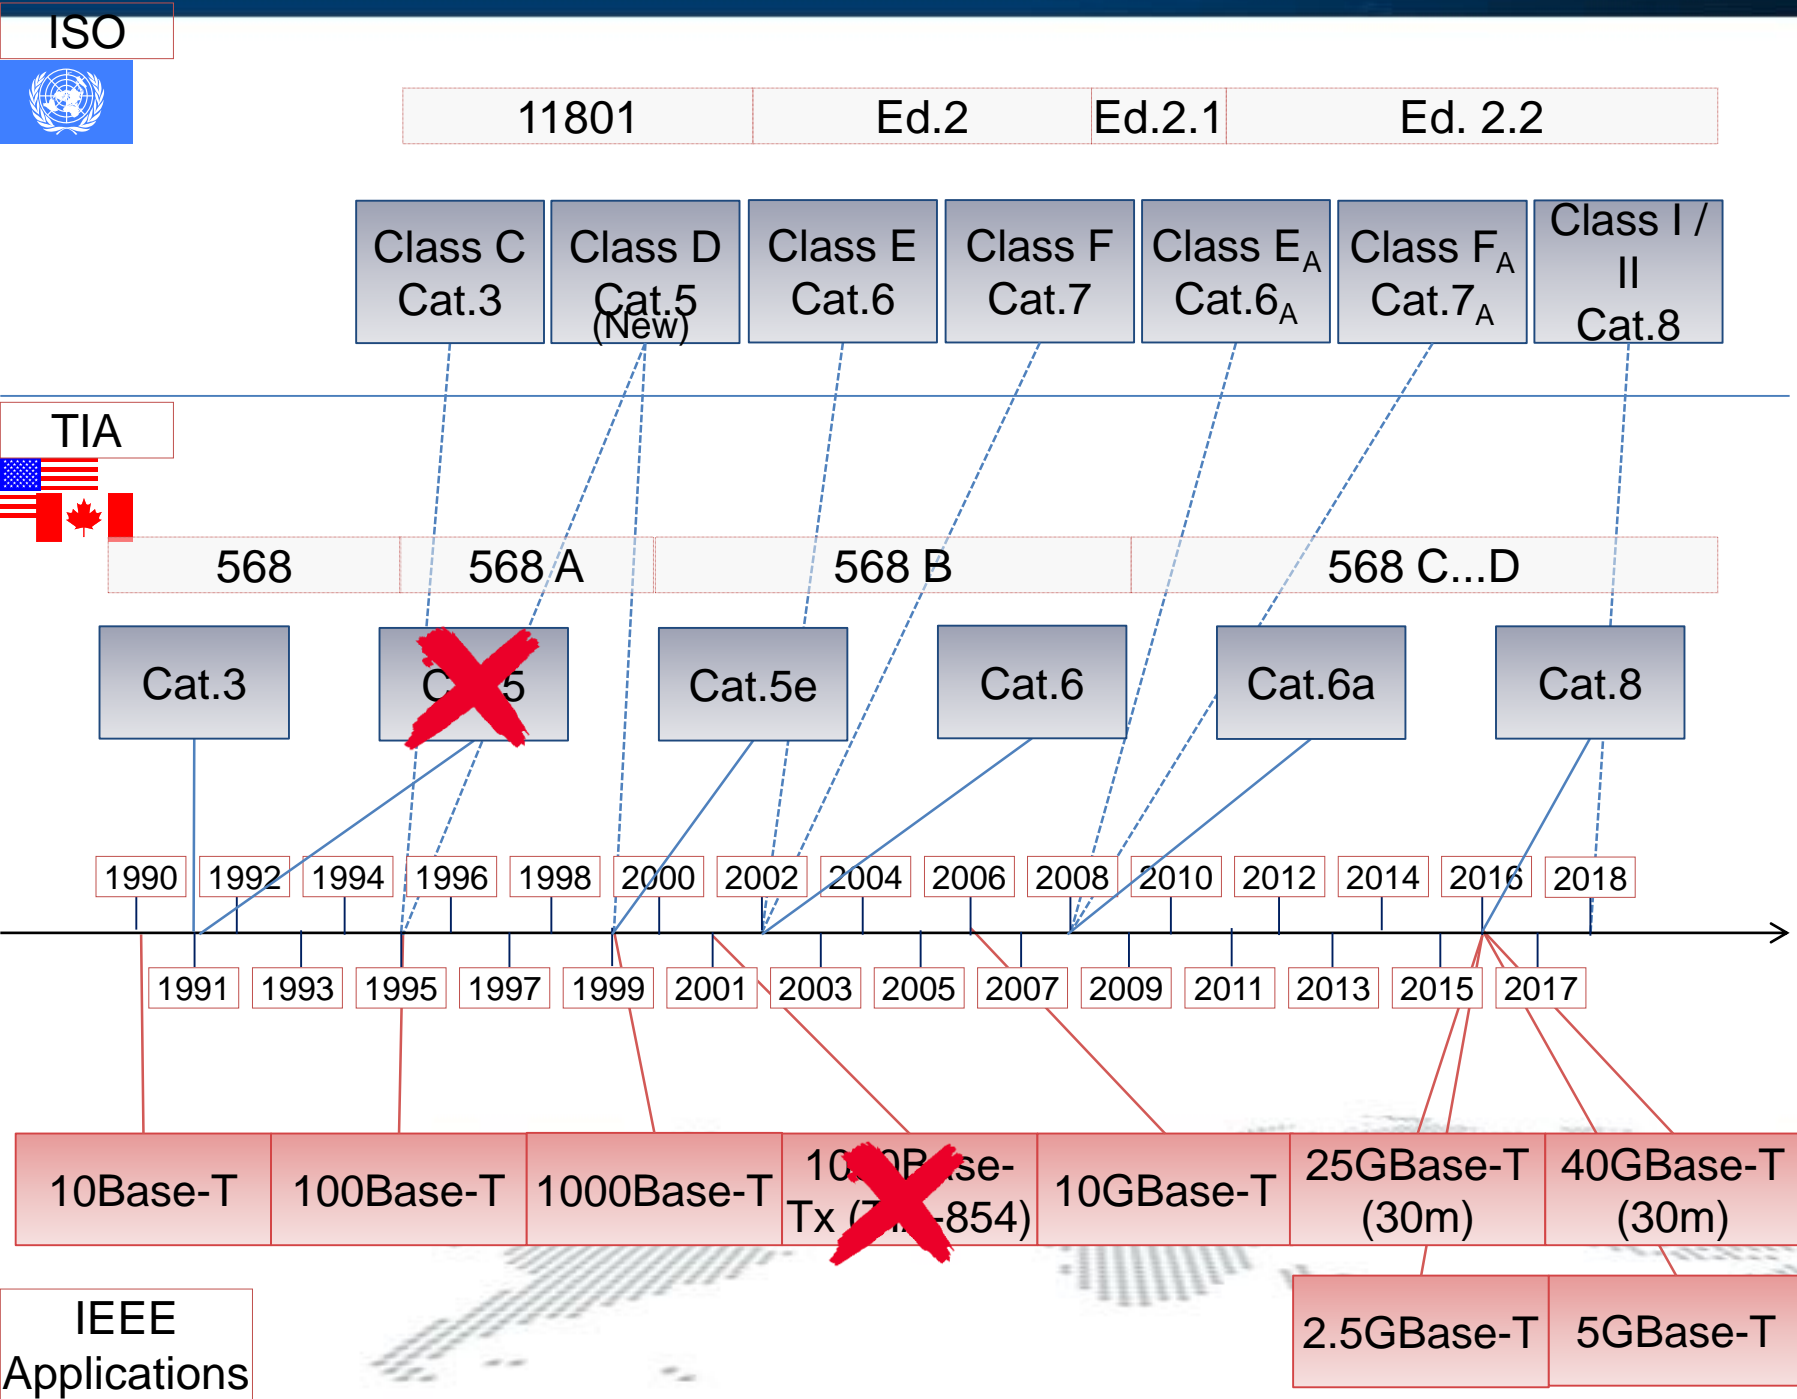 ISO
11801
Ed.2
Ed.2.1
Ed. 2.2
Class C
Cat.3
Class D
Cat.5
(New)
Class E
Cat.6
Class F
Cat.7
Class EA
Cat.6A
Class FA
Cat.7A
Class I /
II
Cat.8
TIA
568
568 A
568 B
568 C...D
Cat.3
Cat.5e
Cat.6
Cat.6a
Cat.8
1990
1992
1994
1996
1998
2000
2002
2004
2006
2008
2010
2012
2014
2016
2018
1991
1993
1995
1997
1999
2001
2003
2005
2007
2009
2011
2013
2015
2017
10Base-T
100Base-T
1000Base-T
Tx
10GBase-T
25GBase-T
(30m)
40GBase-T
(30m)
2.5GBase-T
5GBase-T
IEEE
Applications